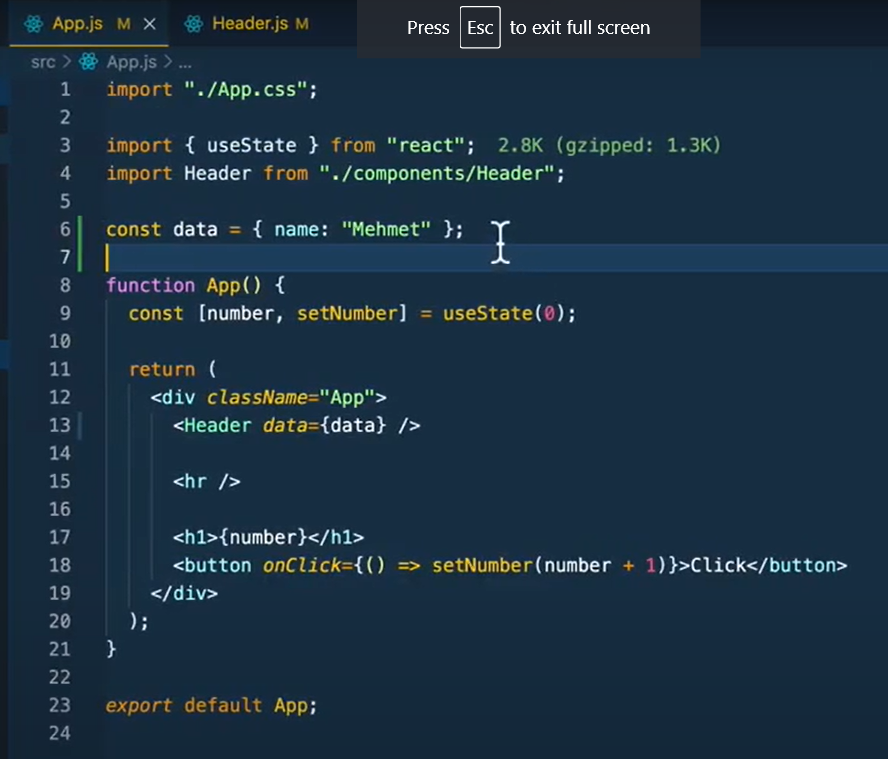 App.js M ×
Header.js M
Press Esc to exit full screen
src > App.js > ...
1 import "./App.css";
2
3 import { useState } from "react"; 2.8K (gzipped: 1.3K)
4 import Header from "./components/Header";
5
6 const data = { name: "Mehmet" };
7
8 function App() {
9 const [number, setNumber] = useState(0);
10
11 return (
12 <div className="App">
13 <Header data={data} />
14
15 <hr />
16
17 <h1>{number}</h1>
18 <button onClick={() => setNumber(number + 1)}>Click</button>
19 </div>
20 );
21 }
22
23 export default App;
24